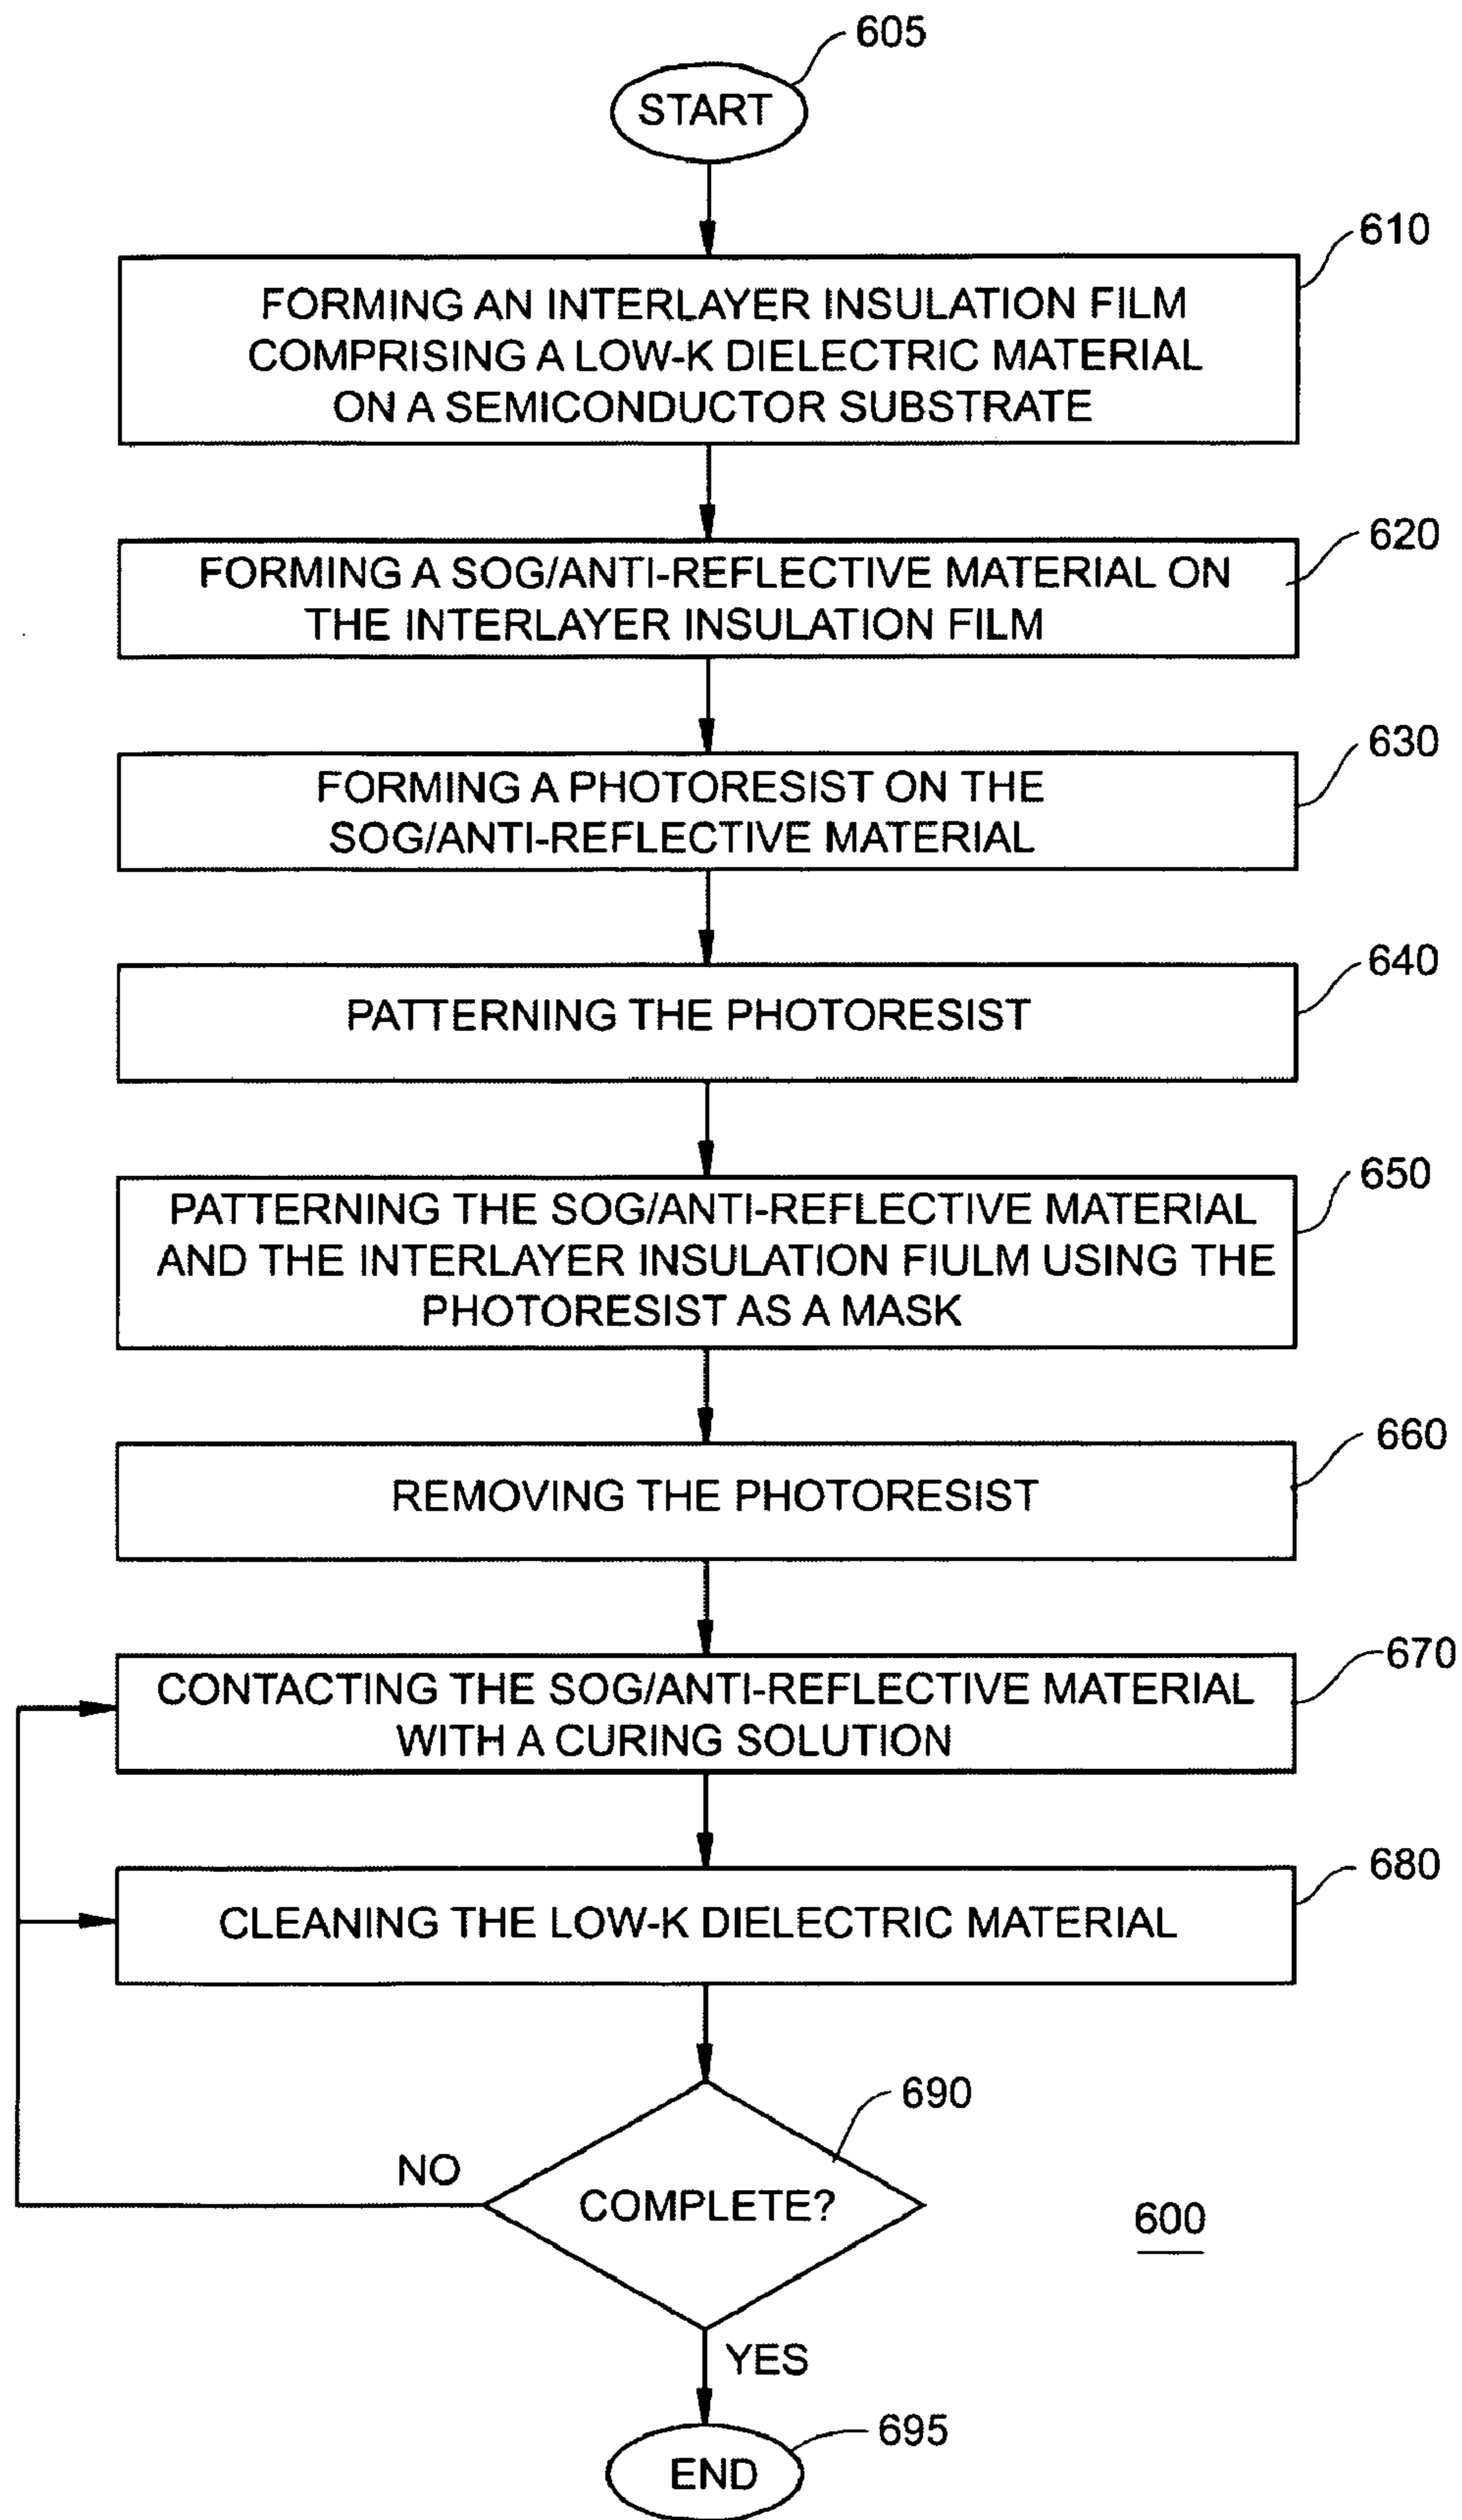 605
START
610
FORMING AN INTERLAYER INSULATION FILM
COMPRISING A LOW-K DIELECTRIC MATERIAL
ON A SEMICONDUCTOR SUBSTRATE
620
FORMING A SOG/ANTI-REFLECTIVE MATERIAL ON
THE INTERLAYER INSULATION FILM
630
FORMING A PHOTORESIST ON THE
SOG/ANTI-REFLECTIVE MATERIAL
640
PATTERNING THE PHOTORESIST
650
PATTERNING THE SOG/ANTI-REFLECTIVE MATERIAL
AND THE INTERLAYER INSULATION FIULM USING THE
PHOTORESIST AS A MASK
660
REMOVING THE PHOTORESIST
670
CONTACTING THE SOG/ANTI-REFLECTIVE MATERIAL
WITH A CURING SOLUTION
680
CLEANING THE LOW-K DIELECTRIC MATERIAL
690
NO
COMPLETE?
600
YES
695
END